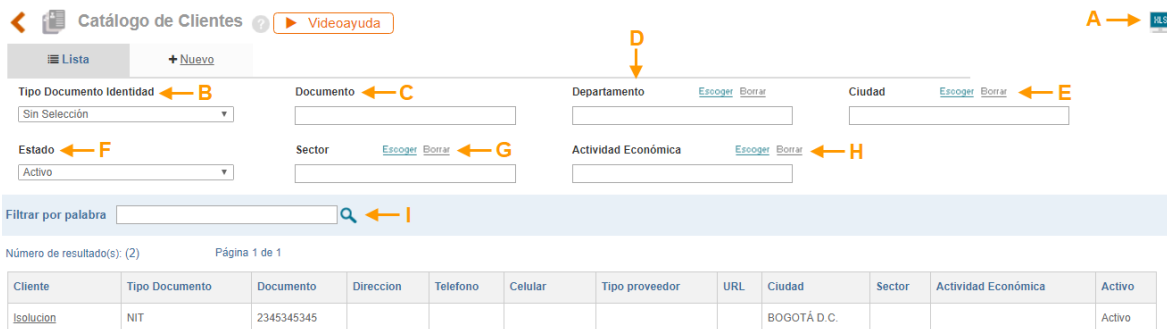 Catálogo de Clientes ? Videoayuda
A XLS
D
Lista + Nuevo
Tipo Documento Identidad B Documento C Departamento Escoger Borrar Ciudad Escoger Borrar E
Sin Selección
Estado F Sector Escoger Borrar G Actividad Económica Escoger Borrar H
Activo
Filtrar por palabra I
Número de resultado(s): (2) Página 1 de 1
Cliente Tipo Documento Documento Direccion Telefono Celular Tipo proveedor URL Ciudad Sector Actividad Económica Activo
Isolucion NIT 2345345345 BOGOTÁ D.C. Activo